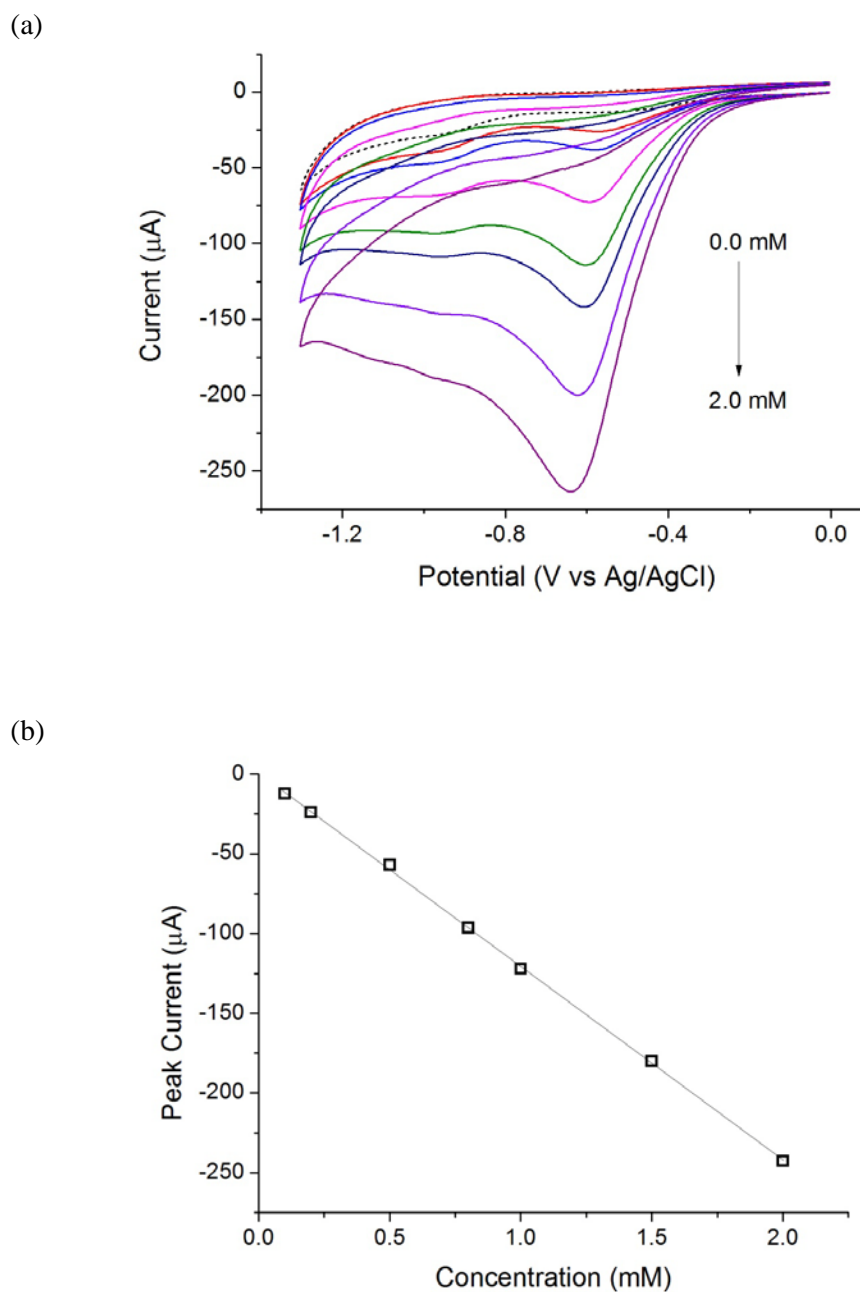 (a)
0
-50
-100
-150
-200
-250
Current (μA)
0.0 mM
2.0 mM
-1.2
-0.8
-0.4
0.0
Potential (V vs Ag/AgCl)
(b)
0
-50
-100
-150
-200
-250
Peak Current (μA)
0.0
0.5
1.0
1.5
2.0
Concentration (mM)